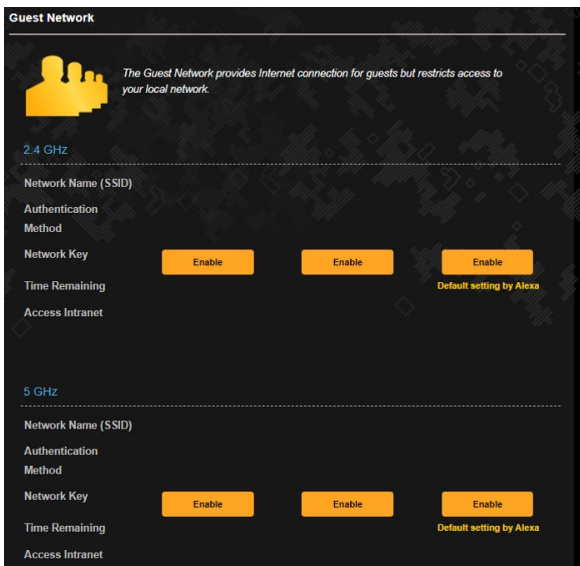 Guest Network
The Guest Network provides Internet connection for guests but restricts access to
your local network.
2.4 GHz
Network Name (SSID)
Authentication
Method
Network Key
Enable Enable Enable
Time Remaining
Default setting by Alexa
Access Intranet
5 GHz
Network Name (SSID)
Authentication
Method
Network Key
Enable Enable Enable
Time Remaining
Default setting by Alexa
Access Intranet